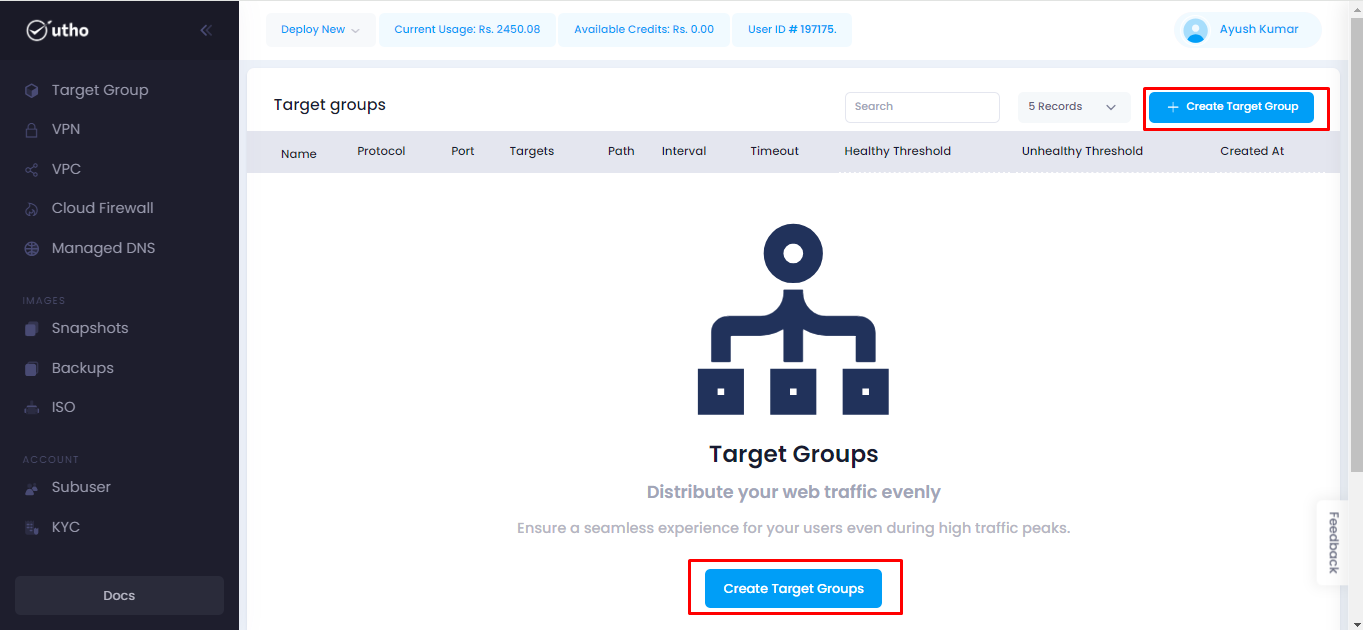 utho
Deploy New
Current Usage: Rs. 2450.08
Available Credits: Rs. 0.00
User ID # 197175.
Ayush Kumar
Target Group
VPN
VPC
Cloud Firewall
Managed DNS
IMAGES
Snapshots
Backups
ISO
ACCOUNT
Subuser
KYC
Docs
Target groups
Search
5 Records
+ Create Target Group
Name Protocol Port Targets Path Interval Timeout Healthy Threshold Unhealthy Threshold Created At
Target Groups
Distribute your web traffic evenly
Ensure a seamless experience for your users even during high traffic peaks.
Create Target Groups
Feedback